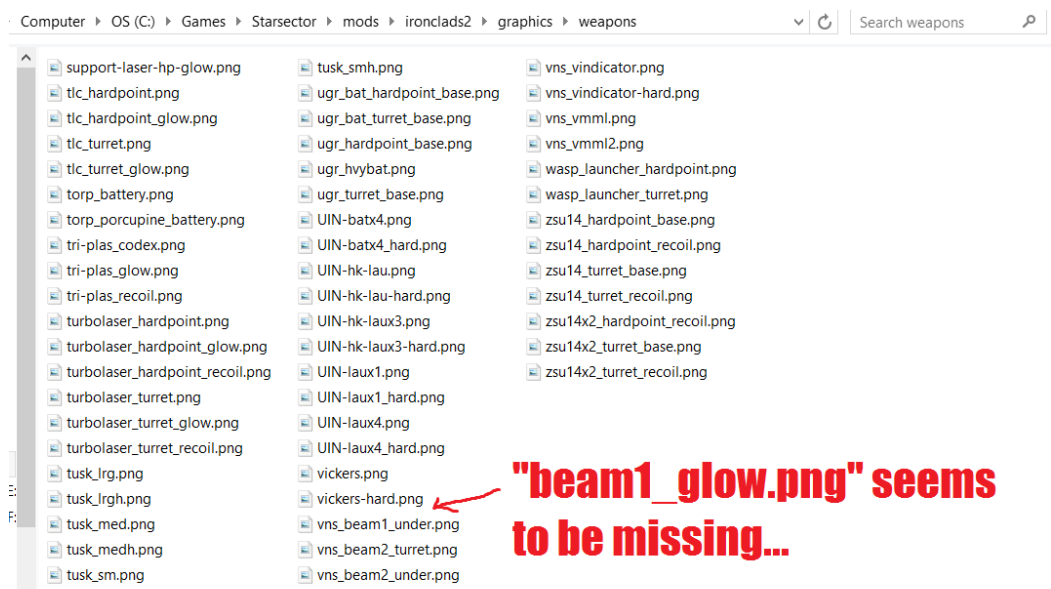 Computer OS (C:) Games Starsector mods ironclads2 graphics weapons Search weapons
support-laser-hp-glow.png
tlc_hardpoint.png
tlc_hardpoint_glow.png
tlc_turret.png
tlc_turret_glow.png
torp_battery.png
torp_porcupine_battery.png
tri-plas_codex.png
tri-plas_glow.png
tri-plas_recoil.png
turbolaser_hardpoint.png
turbolaser_hardpoint_glow.png
turbolaser_hardpoint_recoil.png
turbolaser_turret.png
turbolaser_turret_glow.png
turbolaser_turret_recoil.png
tusk_lrg.png
tusk_lrgh.png
tusk_med.png
tusk_medh.png
tusk_sm.png
tusk_smh.png
ugr_bat_hardpoint_base.png
ugr_bat_turret_base.png
ugr_hardpoint_base.png
ugr_hvybat.png
ugr_turret_base.png
UIN-batx4.png
UIN-batx4_hard.png
UIN-hk-lau.png
UIN-hk-lau-hard.png
UIN-hk-laux3.png
UIN-hk-laux3-hard.png
UIN-laux1.png
UIN-laux1_hard.png
UIN-laux4.png
UIN-laux4_hard.png
vickers.png
vickers-hard.png
vns_beam1_under.png
vns_beam2_turret.png
vns_beam2_under.png
vns_vindicator.png
vns_vindicator-hard.png
vns_vmml.png
vns_vmml2.png
wasp_launcher_hardpoint.png
wasp_launcher_turret.png
zsu14_hardpoint_base.png
zsu14_hardpoint_recoil.png
zsu14_turret_base.png
zsu14_turret_recoil.png
zsu14x2_hardpoint_recoil.png
zsu14x2_turret_base.png
zsu14x2_turret_recoil.png
"beam1_glow.png" seems
to be missing...
E:
F: